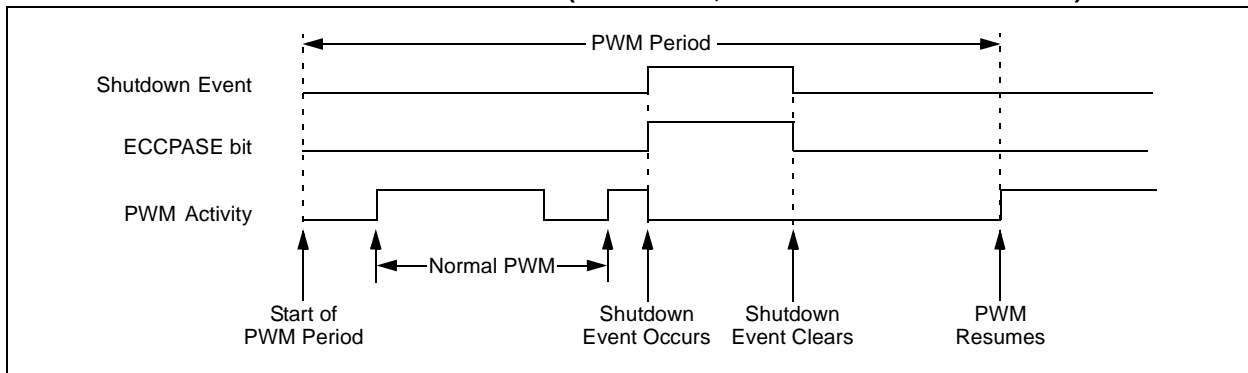 PWM Period
Shutdown Event
ECCPASE bit
PWM Activity
Normal PWM
Start of
PWM Period
Shutdown
Event Occurs
Shutdown
Event Clears
PWM
Resumes